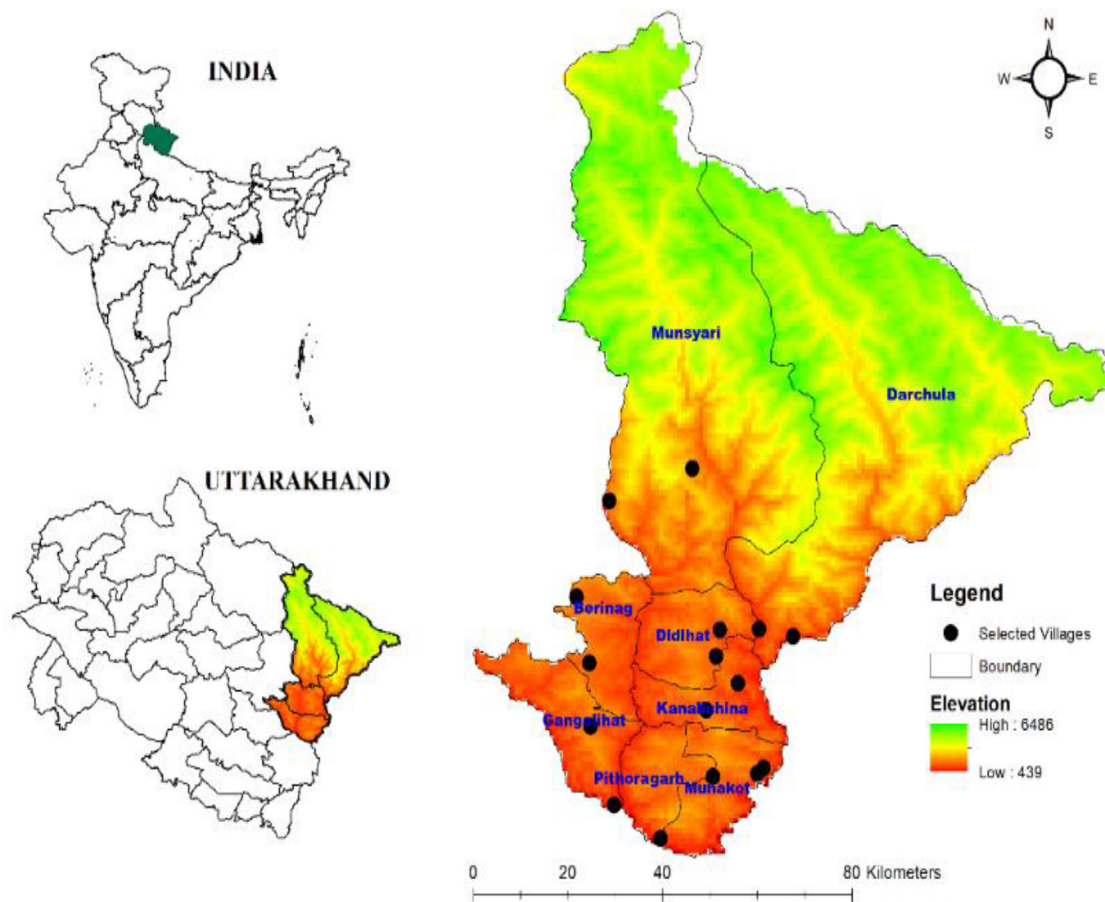 INDIA
N
W E
S
Munsyari
Darchula
UTTARAKHAND
Berinag
Didihat
Kanalichina
Gangolihat
Pithoragarh
Munakot
Legend
Selected Villages
Boundary
Elevation
High : 6486
Low : 439
0 20 40 80 Kilometers